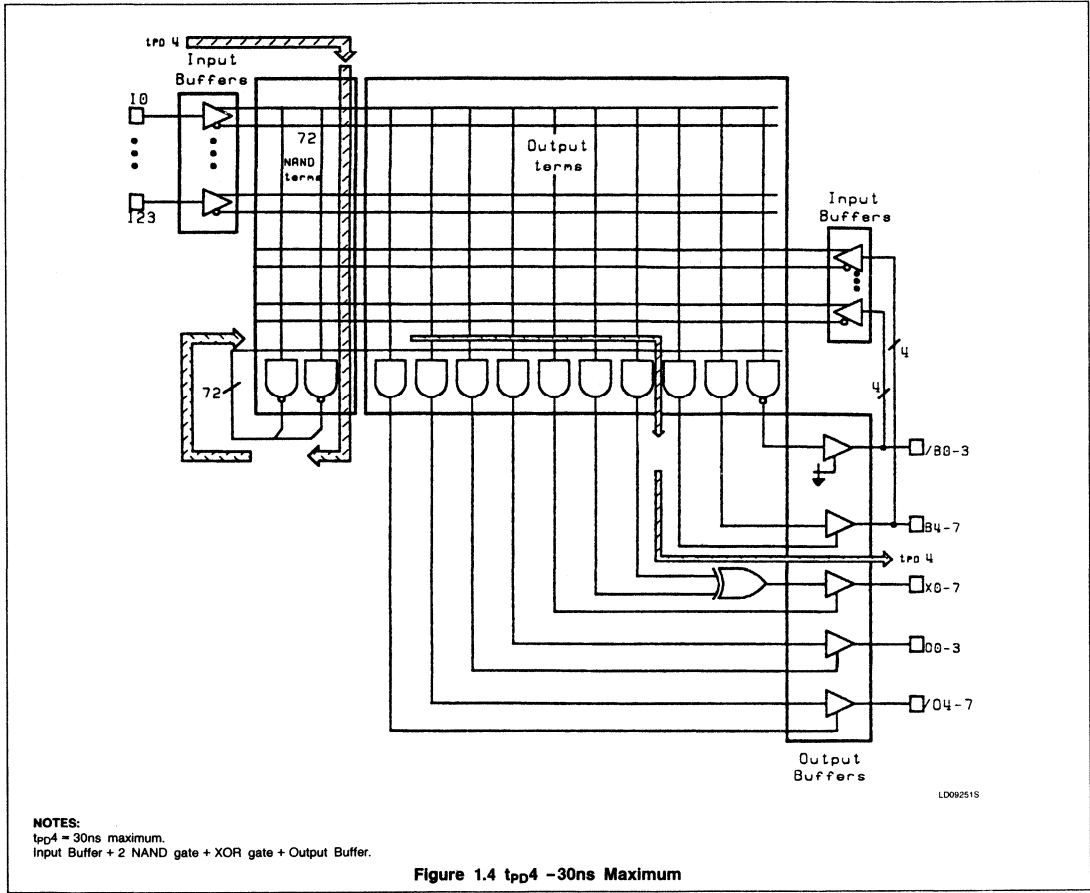 tPD 4
Input
Buffers
I0
I23
72
NAND
terms
Output
terms
Input
Buffers
4
4
72
/B0-3
B4-7
tPD 4
X0-7
O0-3
/O4-7
Output
Buffers
LD09251S
NOTES:
tPD4 = 30ns maximum.
Input Buffer + 2 NAND gate + XOR gate + Output Buffer.
Figure 1.4 tPD4 –30ns Maximum